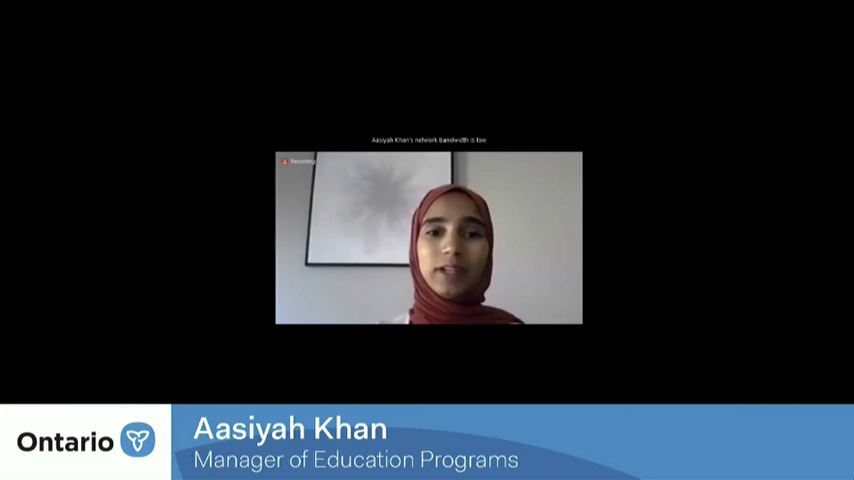 Aasiyah Khan's network bandwidth is low
Recording
Ontario
Aasiyah Khan
Manager of Education Programs